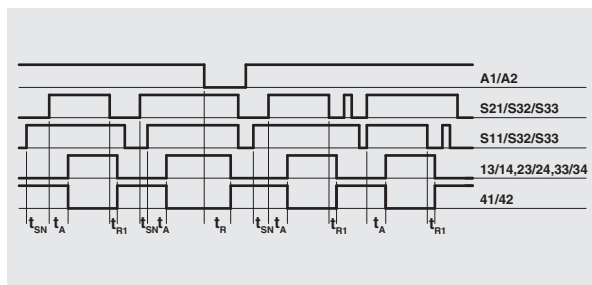 A1/A2
S21/S32/S33
S11/S32/S33
13/14,23/24,33/34
41/42
tSN tA tR1 tSN tA tR tSN tA tR1 tA tR1